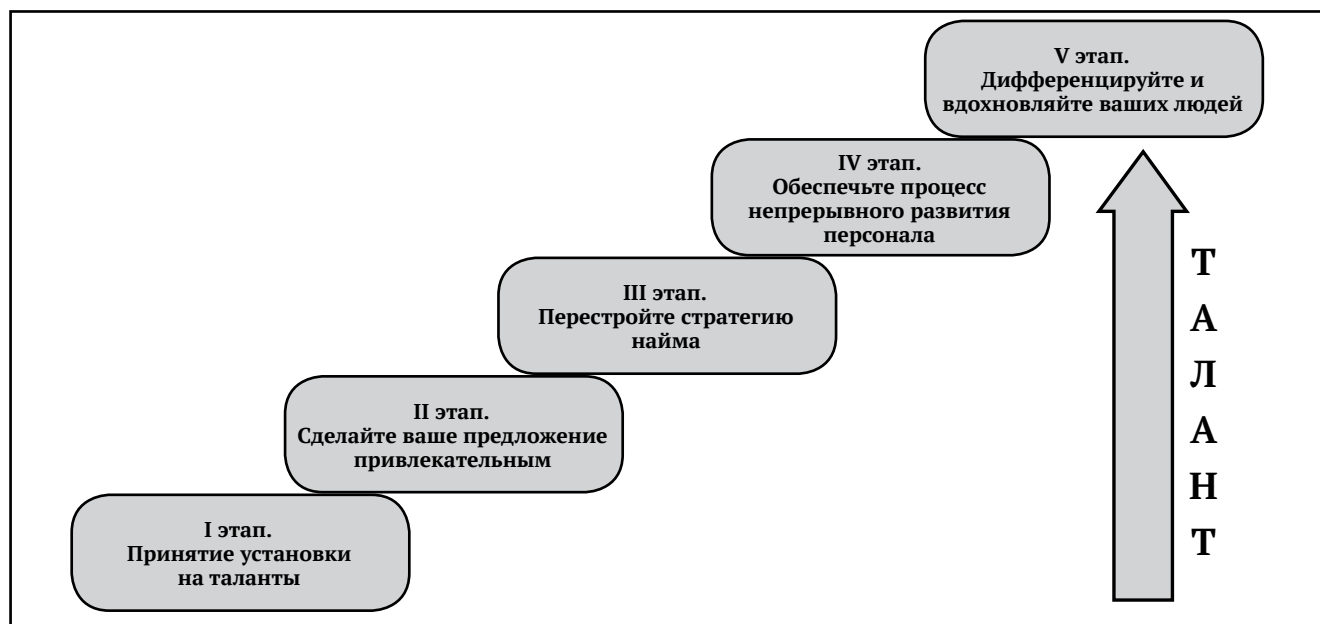 V этап.
Дифференцируйте и
вдохновляйте ваших людей
IV этап.
Обеспечьте процесс
непрерывного развития
персонала
III этап.
Перестройте стратегию
найма
II этап.
Сделайте ваше предложение
привлекательным
I этап.
Принятие установки
на таланты
Т
А
Л
А
Н
Т